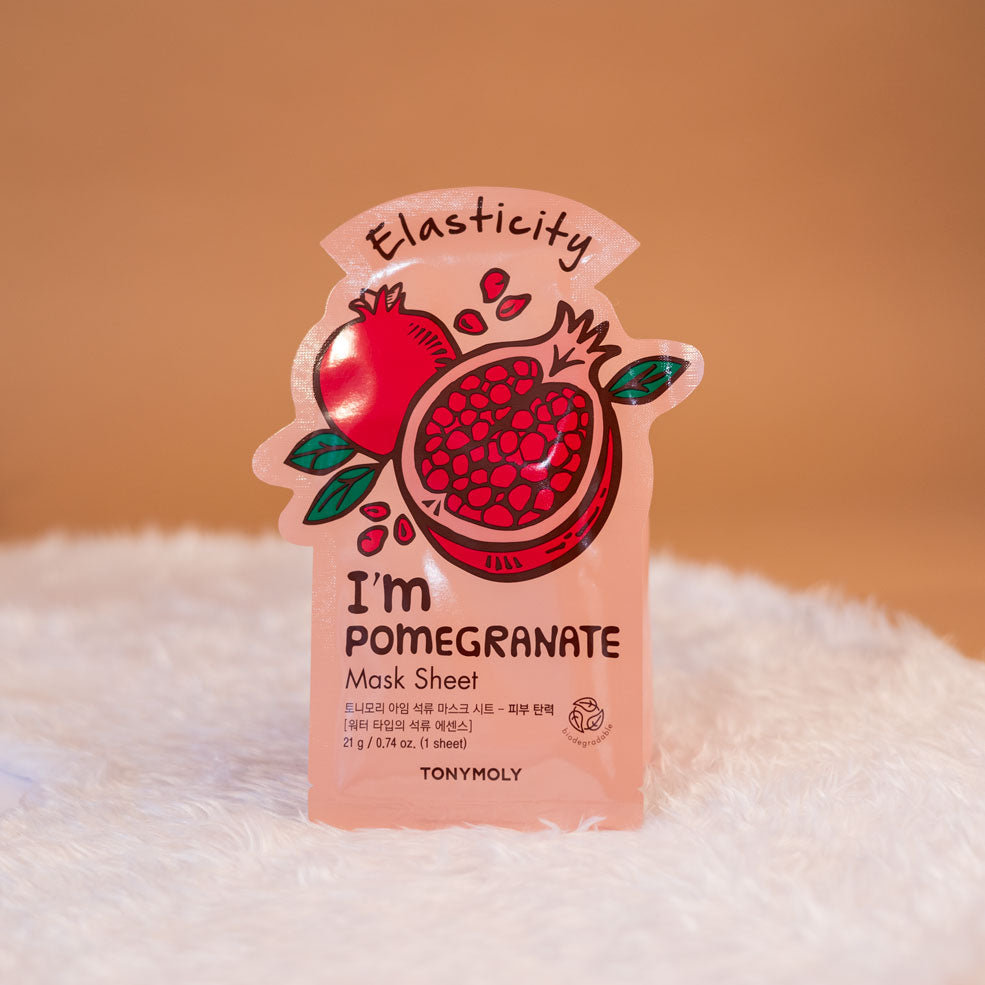 Elasticity
I'm
POMEGRANATE
Mask Sheet
토니모리 아임 석류 마스크 시트 - 피부 탄력
[워터 타입의 석류 에센스]
21 g / 0.74 oz. (1 sheet)
biodegradable
TONYMOLY